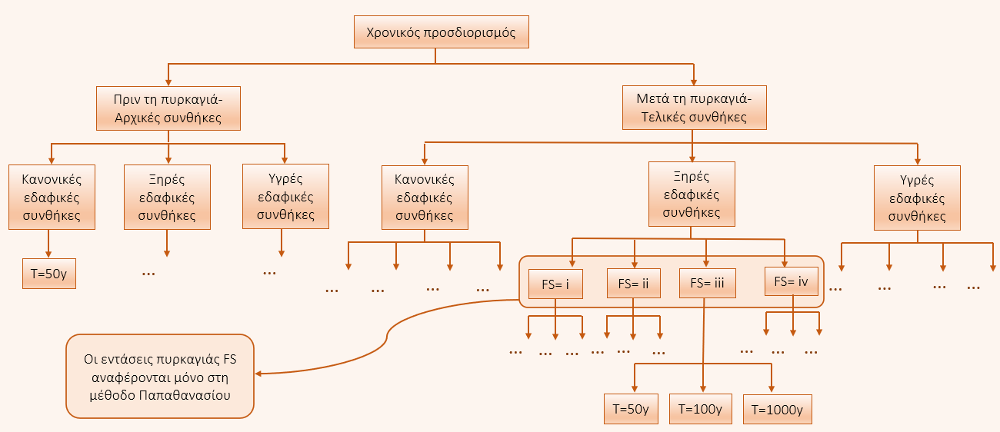 Χρονικός προσδιορισμός
Πριν τη πυρκαγιά-
Αρχικές συνθήκες
Μετά τη πυρκαγιά-
Τελικές συνθήκες
Κανονικές
εδαφικές
συνθήκες
Ξηρές
εδαφικές
συνθήκες
Υγρές
εδαφικές
συνθήκες
Κανονικές
εδαφικές
συνθήκες
Ξηρές
εδαφικές
συνθήκες
Υγρές
εδαφικές
συνθήκες
T=50y
...
...
...
...
...
...
FS= i
FS= ii
FS= iii
FS= iv
...
...
...
...
...
...
...
...
...
...
...
...
...
Οι εντάσεις πυρκαγιάς FS
αναφέρονται μόνο στη
μέθοδο Παπαθανασίου
T=50y
T=100y
T=1000y